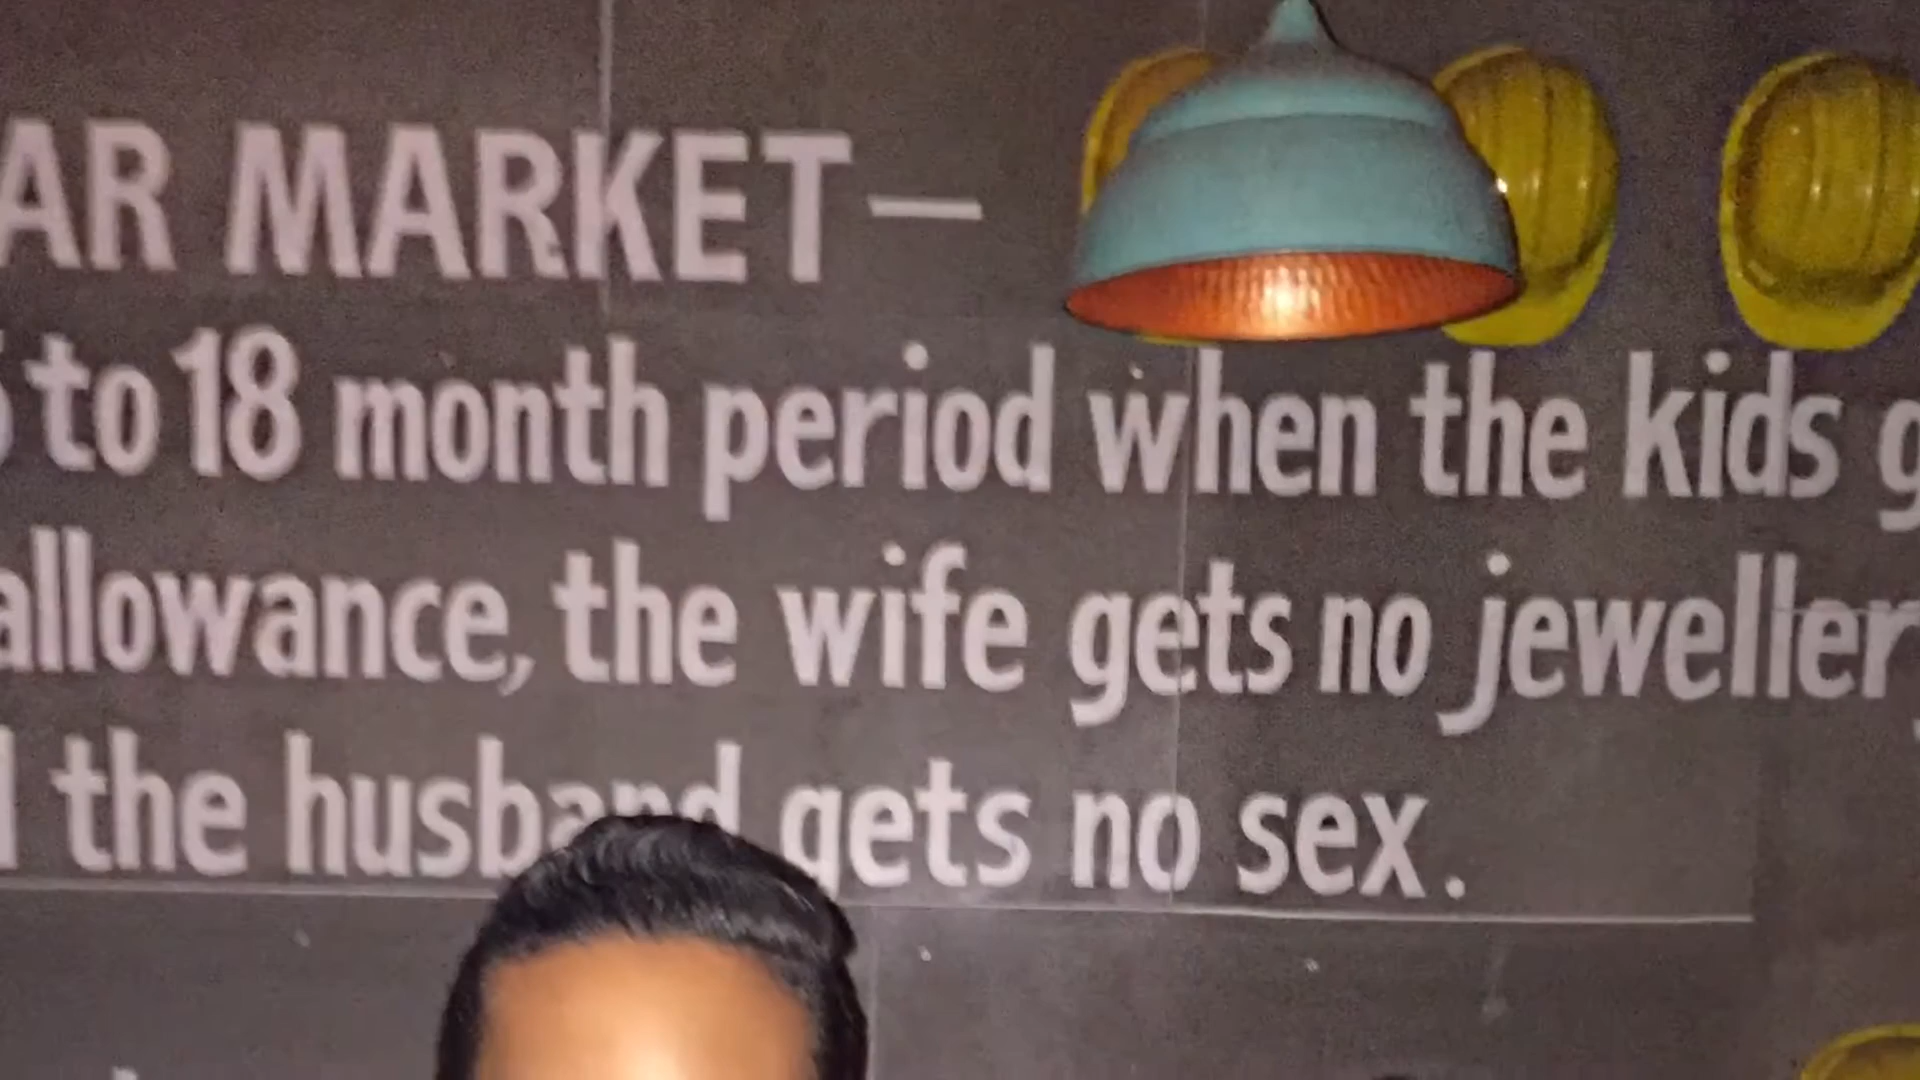 AR MARKET—
to 18 month period when the kids g
allowance, the wife gets no jeweller
the husband gets no sex.